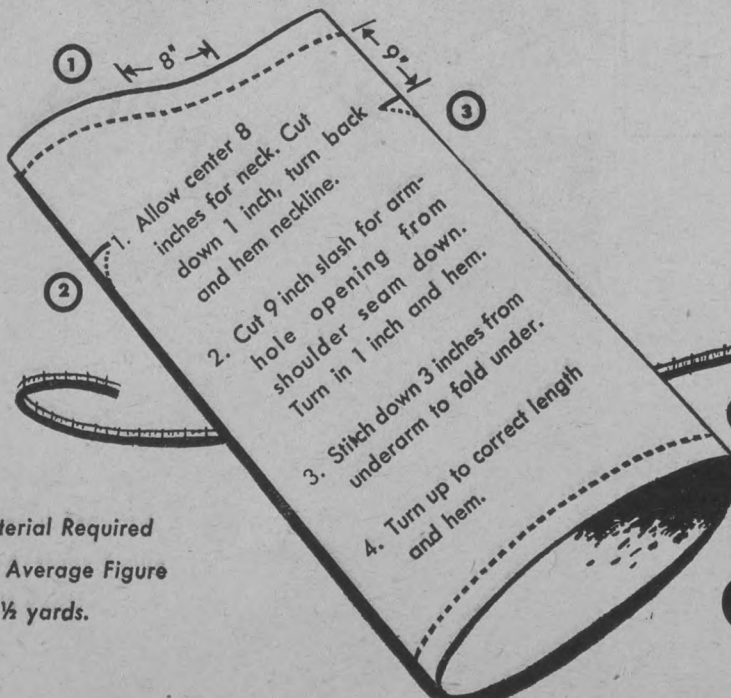 1
8"
9"
3
2
1. Allow center 8
inches for neck. Cut
down 1 inch, turn back
and hem neckline.
2. Cut 9 inch slash for arm-
hole opening from
shoulder seam down.
Turn in 1 inch and hem.
3. Stitch down 3 inches from
underarm to fold under.
4. Turn up to correct length
and hem.
terial Required
Average Figure
½ yards.